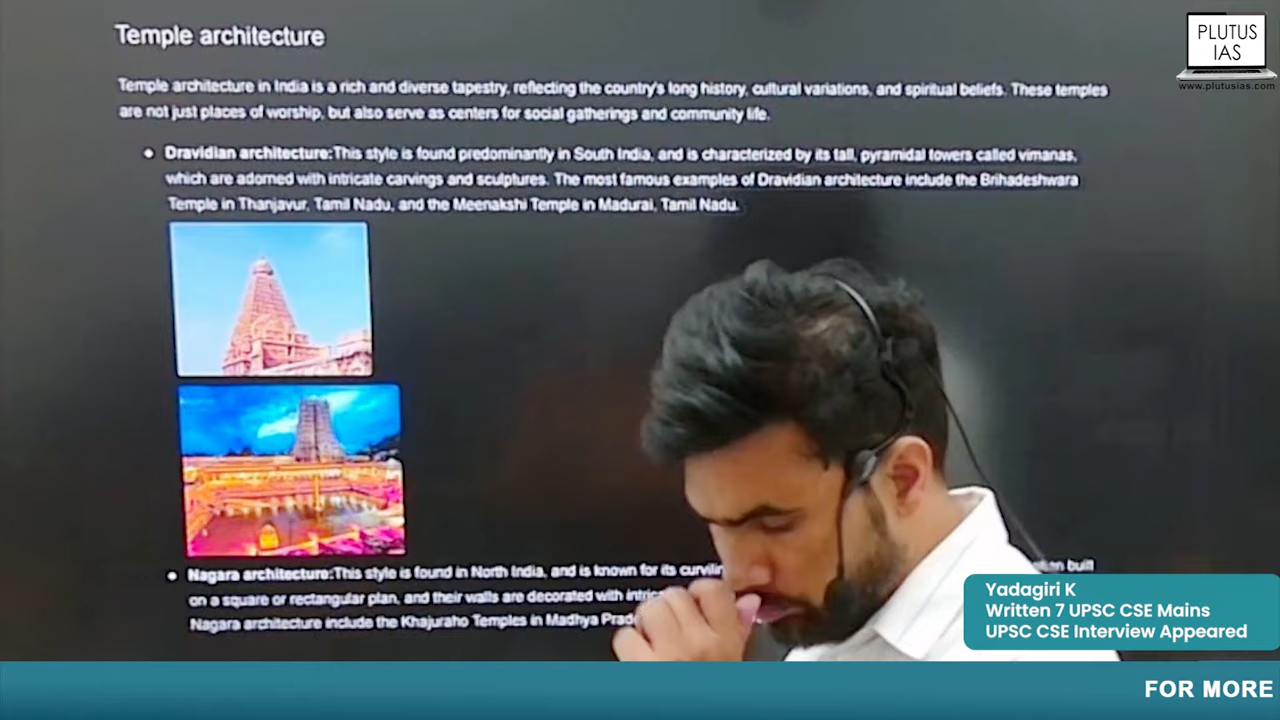 Temple architecture
PLUTUS
IAS
www.plutusias.com
Temple architecture in India is a rich and diverse tapestry, reflecting the country's long history, cultural variations, and spiritual beliefs. These temples
are not just places of worship, but also serve as centers for social gatherings and community life.
• Dravidian architecture:This style is found predominantly in South India, and is characterized by its tall, pyramidal towers called vimanas,
which are adorned with intricate carvings and sculptures. The most famous examples of Dravidian architecture include the Brihadeshwara
Temple in Thanjavur, Tamil Nadu, and the Meenakshi Temple in Madurai, Tamil Nadu.
• Nagara architecture:This style is found in North India, and is known for its built
on a square or rectangular plan, and their walls are decorated with
Nagara architecture include the Khajuraho Temples in Madhya
Yadagiri K
Written 7 UPSC CSE Mains
UPSC CSE Interview Appeared
FOR MORE